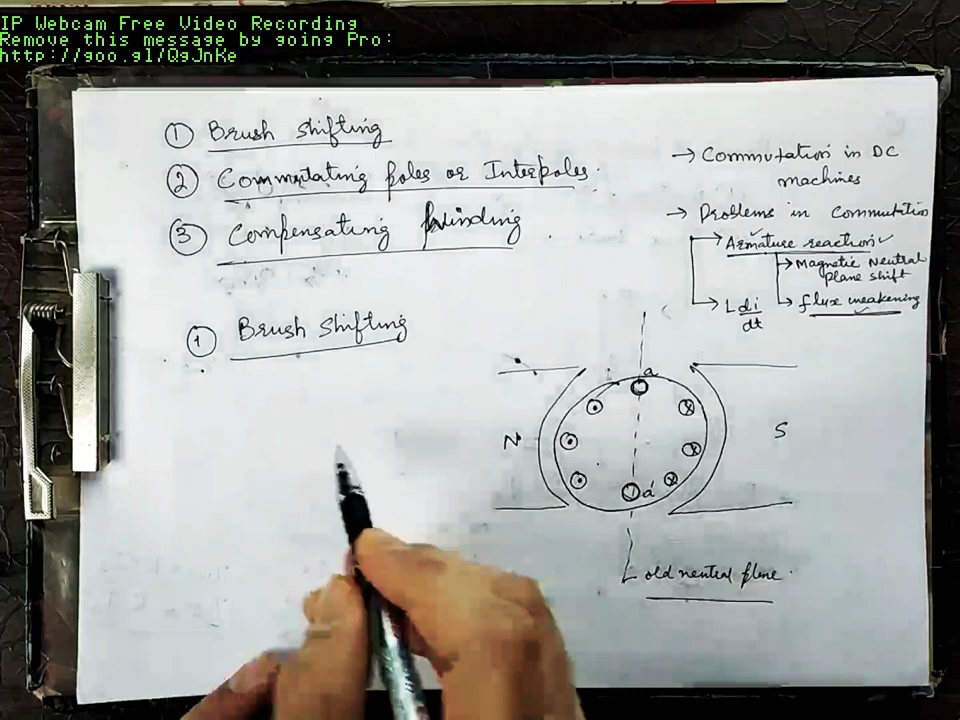 IP Webcam Free Video Recording
Remove this message by going Pro:
http://goo.gl/QgJnKe
① Brush shifting
② Commutating poles or Interpoles.
③ Compensating Winding
→ Commutation in DC
machines
→ Problems in Commutation
→ Armature reaction ✓
→ Magnetic Neutral
Plane shift
→ flux weakening
→ L di/dt
① Brush shifting
a
N
S
a'
old neutral plane.